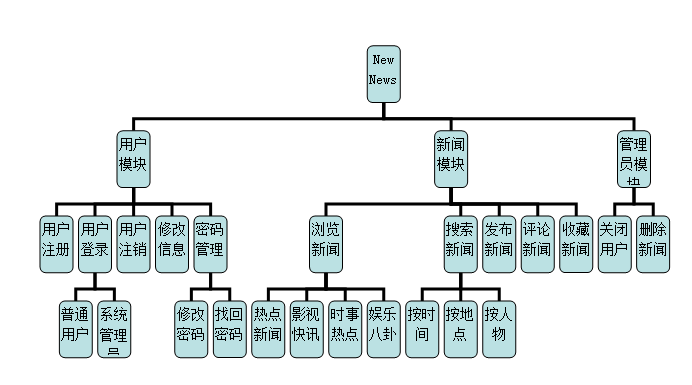 New
News
用户
模块
新闻
模块
管理
员模
块
用户
注册
用户
登录
用户
注销
修改
信息
密码
管理
浏览
新闻
搜索
新闻
发布
新闻
评论
新闻
收藏
新闻
关闭
用户
删除
新闻
普通
用户
系统
管理
员
修改
密码
找回
密码
热点
新闻
影视
快讯
时事
热点
娱乐
八卦
按时
间
按地
点
按人
物